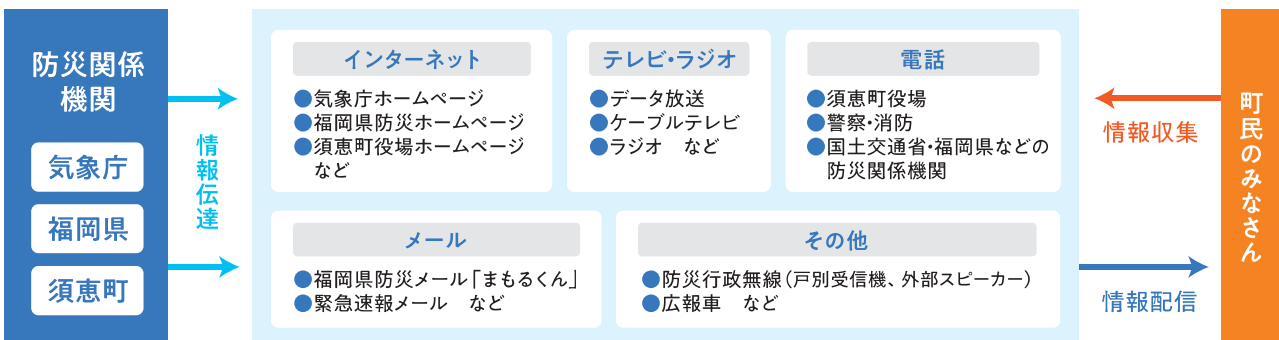 防災関係
機関
気象庁
福岡県
須恵町
情報伝達
インターネット
●気象庁ホームページ
●福岡県防災ホームページ
●須恵町役場ホームページ
など
テレビ・ラジオ
●データ放送
●ケーブルテレビ
●ラジオ　など
電話
●須恵町役場
●警察・消防
●国土交通省・福岡県などの
防災関係機関
メール
●福岡県防災メール「まもるくん」
●緊急速報メール　など
その他
●防災行政無線（戸別受信機、外部スピーカー）
●広報車　など
情報収集
情報配信
町民のみなさん